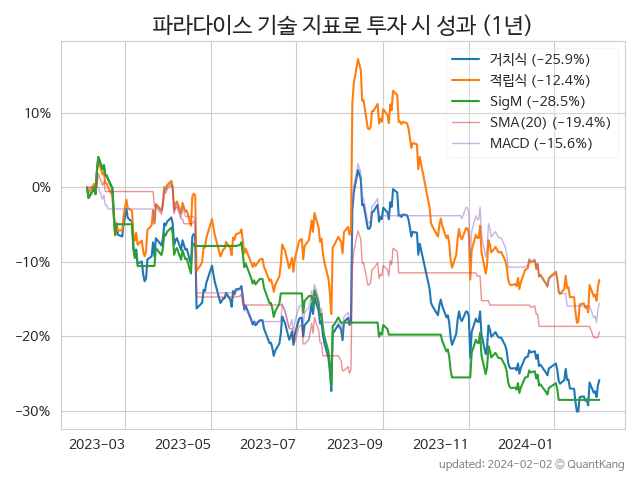 파라다이스 기술 지표로 투자 시 성과 (1년)
거치식 (−25.9%)
적립식 (−12.4%)
SigM (−28.5%)
SMA(20) (−19.4%)
MACD (−15.6%)
10%
0%
−10%
−20%
−30%
2023−03 2023−05 2023−07 2023−09 2023−11 2024−01
updated: 2024−02−02 © QuantKang